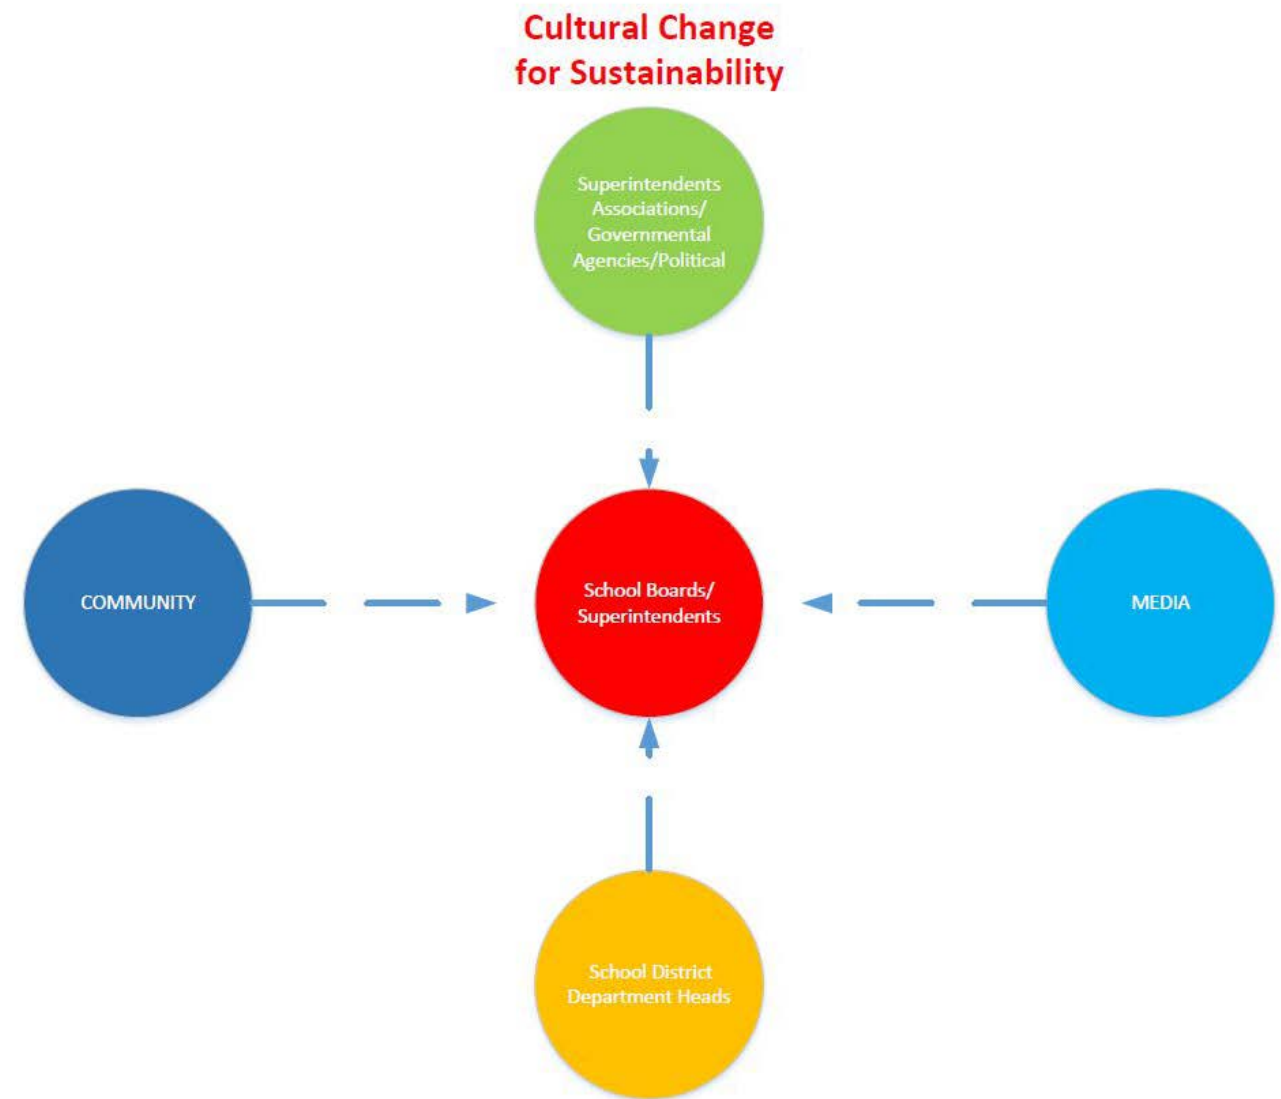 Cultural Change
for Sustainability
Superintendents
Associations/
Governmental
Agencies/Political
COMMUNITY
School Boards/
Superintendents
MEDIA
School District
Department Heads